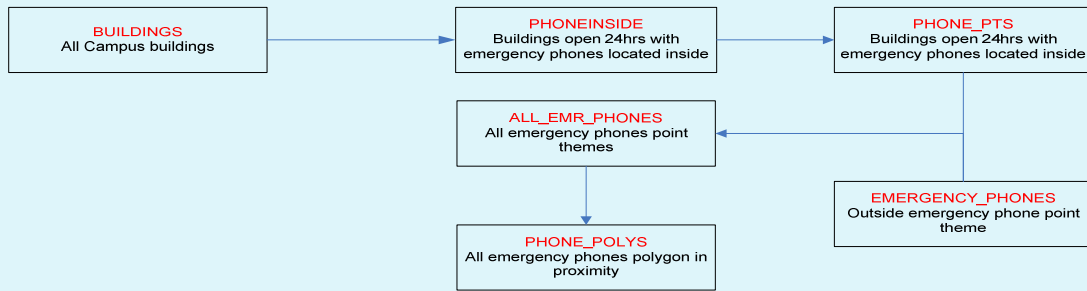 BUILDINGS
All Campus buildings
PHONEINSIDE
Buildings open 24hrs with
emergency phones located inside
PHONE_PTS
Buildings open 24hrs with
emergency phones located inside
ALL_EMR_PHONES
All emergency phones point
themes
EMERGENCY_PHONES
Outside emergency phone point
theme
PHONE_POLYS
All emergency phones polygon in
proximity